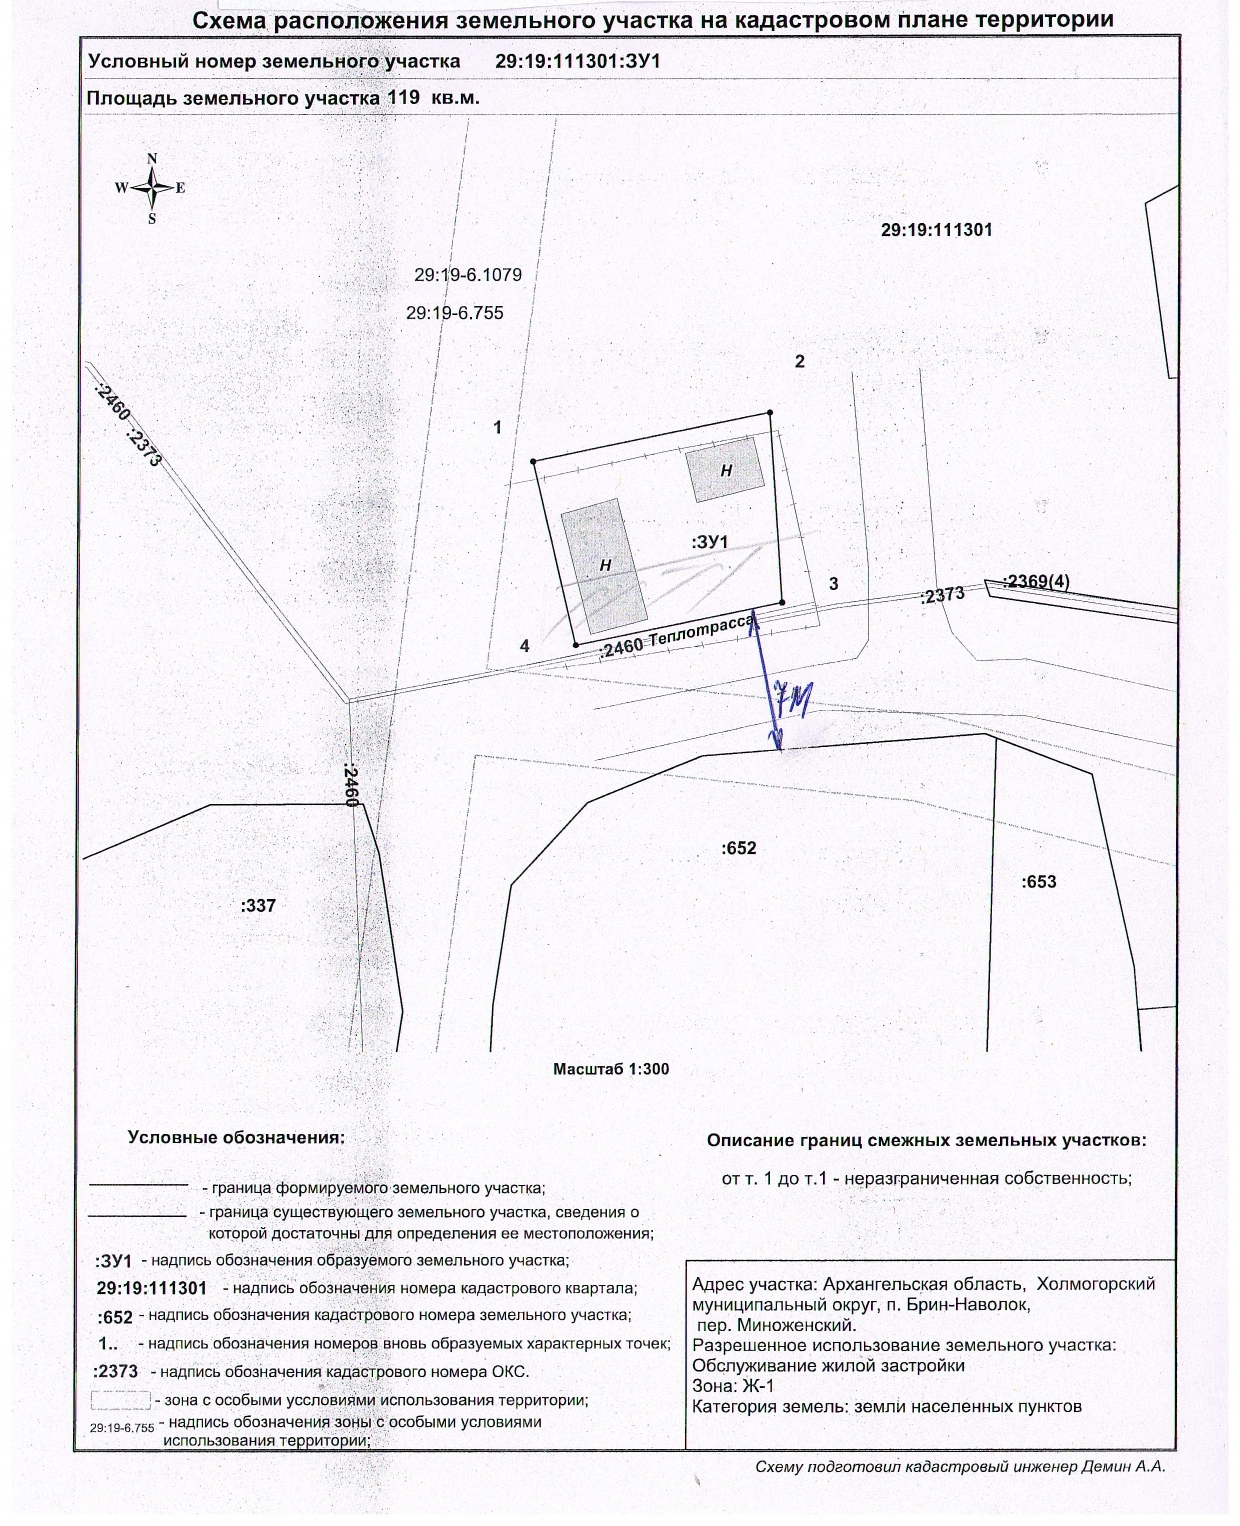 Схема расположения земельного участка на кадастровом плане территории
Условный номер земельного участка 29:19:111301:ЗУ1
Площадь земельного участка 119 кв.м.
N
W E
S
29:19:111301
29:19-6.1079
29:19-6.755
2
1
:2460
:2373
Н
:ЗУ1
Н
3
:2369(4)
:2373
4
:2460 Теплотрасса
7м
:2460
:652
:653
:337
Масштаб 1:300
Условные обозначения:
- граница формируемого земельного участка;
- граница существующего земельного участка, сведения о
которой достаточны для определения ее местоположения;
:ЗУ1 - надпись обозначения образуемого земельного участка;
29:19:111301 - надпись обозначения номера кадастрового квартала;
:652 - надпись обозначения кадастрового номера земельного участка;
1.. - надпись обозначения номеров вновь образуемых характерных точек;
:2373 - надпись обозначения кадастрового номера ОКС.
- зона с особыми усcловиями использования территории;
29:19-6.755 - надпись обозначения зоны с особыми условиями
использования территории;
Описание границ смежных земельных участков:
от т. 1 до т.1 - неразграниченная собственность;
Адрес участка: Архангельская область, Холмогорский
муниципальный округ, п. Брин-Наволок,
пер. Миноженский.
Разрешенное использование земельного участка:
Обслуживание жилой застройки
Зона: Ж-1
Категория земель: земли населенных пунктов
Схему подготовил кадастровый инженер Демин А.А.